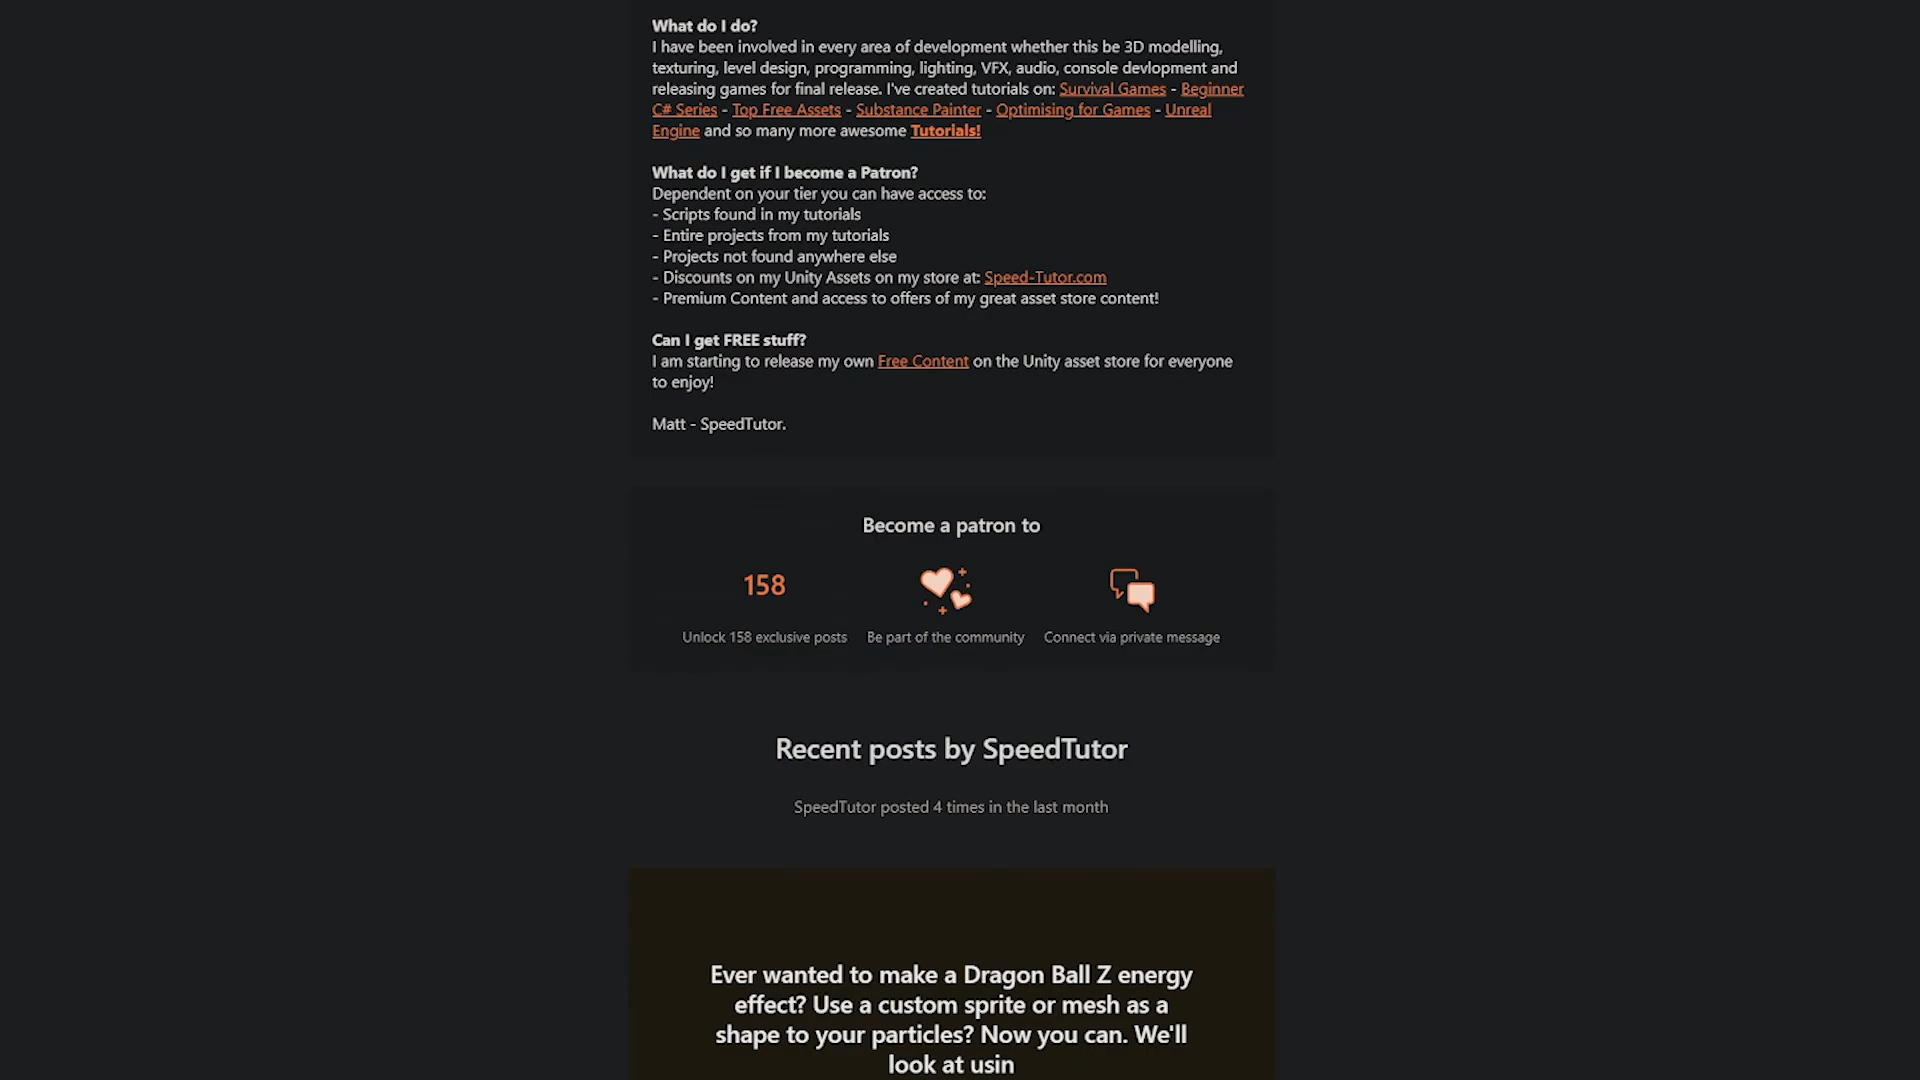 What do I do?
I have been involved in every area of development whether this be 3D modelling,
texturing, level design, programming, lighting, VFX, audio, console devlopment and
releasing games for final release. I've created tutorials on: Survival Games - Beginner
C# Series - Top Free Assets - Substance Painter - Optimising for Games - Unreal
Engine and so many more awesome Tutorials!
What do I get if I become a Patron?
Dependent on your tier you can have access to:
- Scripts found in my tutorials
- Entire projects from my tutorials
- Projects not found anywhere else
- Discounts on my Unity Assets on my store at: Speed-Tutor.com
- Premium Content and access to offers of my great asset store content!
Can I get FREE stuff?
I am starting to release my own Free Content on the Unity asset store for everyone
to enjoy!
Matt - SpeedTutor.
Become a patron to
158
Unlock 158 exclusive posts
Be part of the community
Connect via private message
Recent posts by SpeedTutor
SpeedTutor posted 4 times in the last month
Ever wanted to make a Dragon Ball Z energy
effect? Use a custom sprite or mesh as a
shape to your particles? Now you can. We'll
look at usin